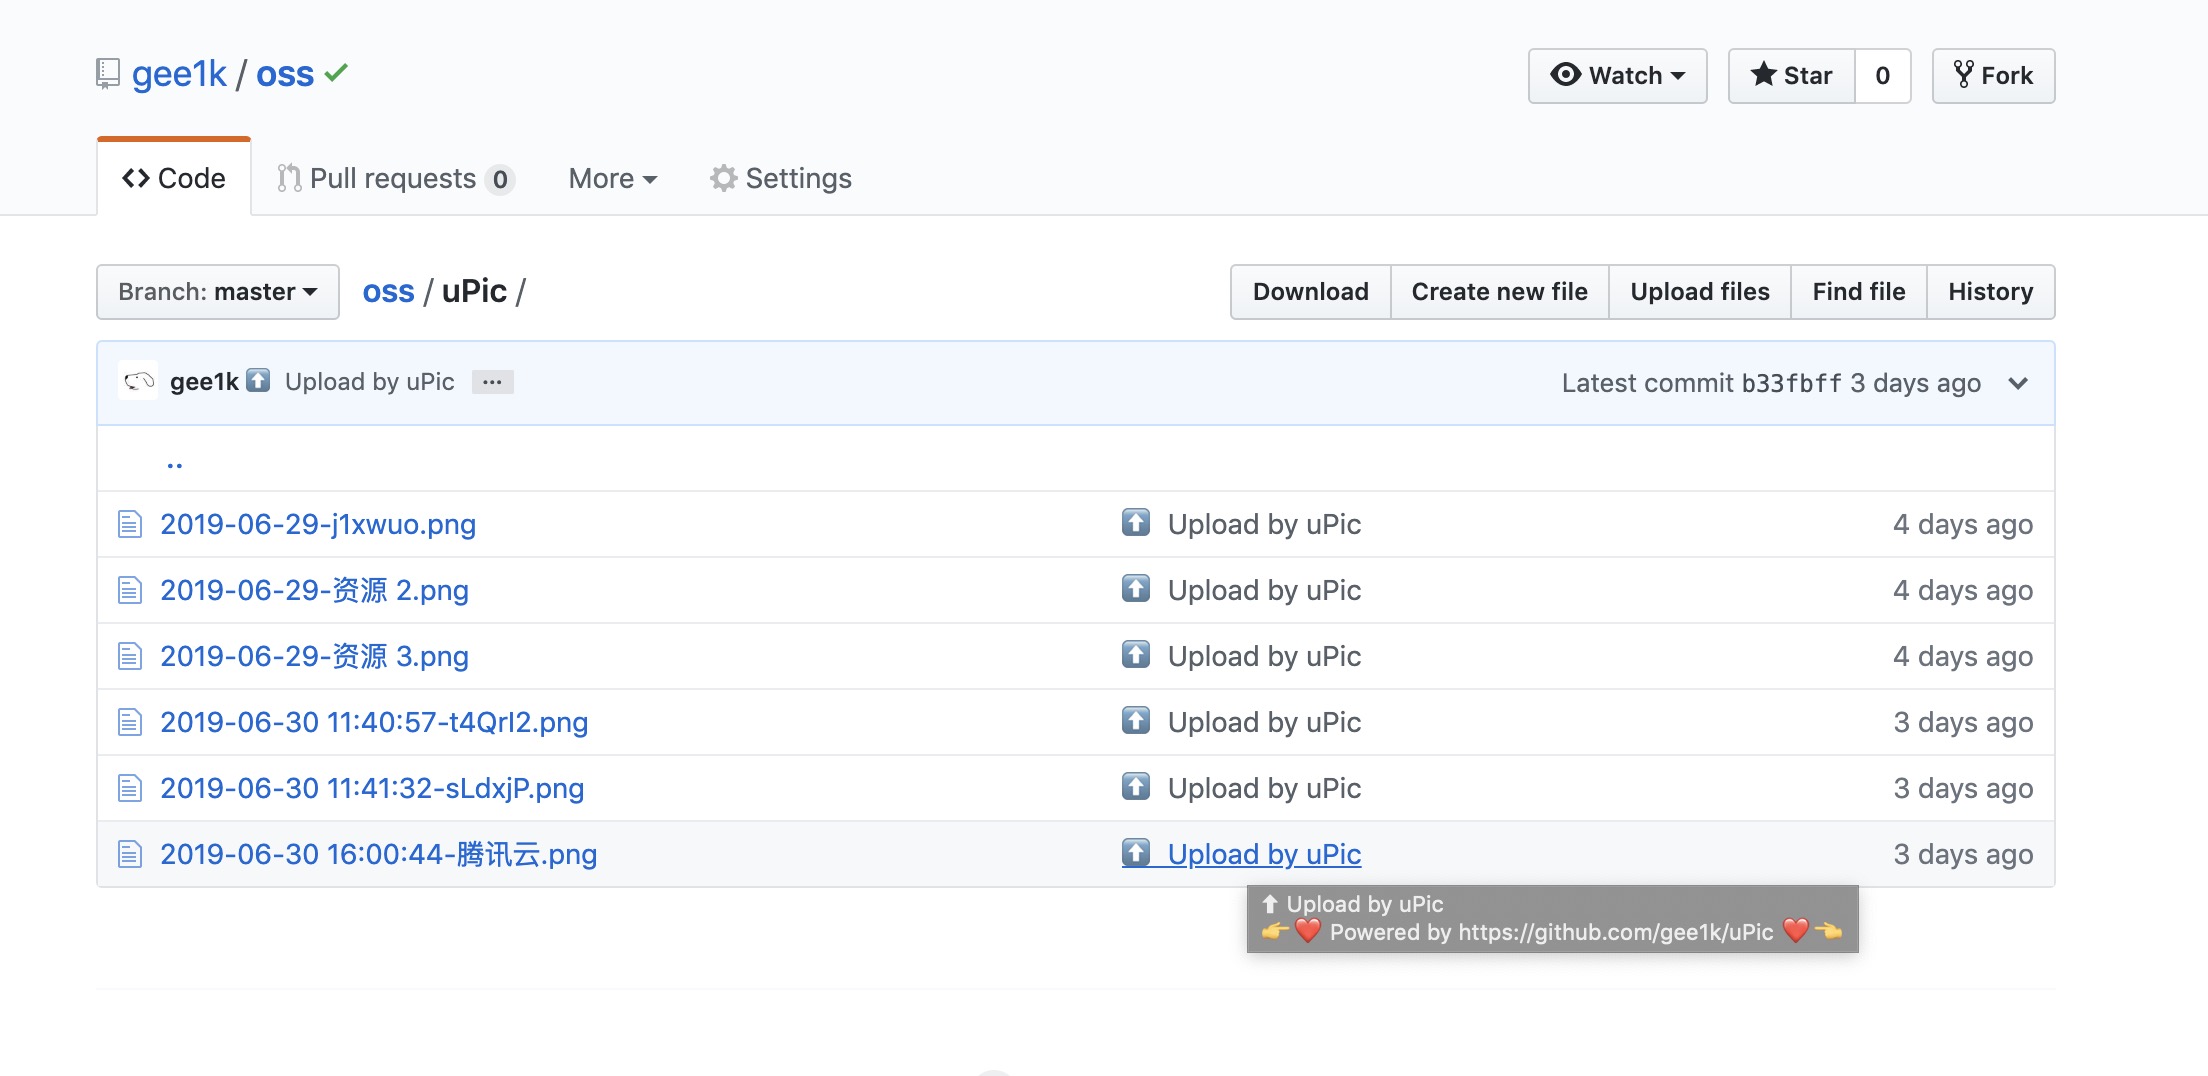 gee1k / oss
Watch
Star 0
Fork
Code
Pull requests 0
More
Settings
Branch: master
oss / uPic /
Download
Create new file
Upload files
Find file
History
gee1k ⬆️ Upload by uPic ...
Latest commit b33fbff 3 days ago
..
2019-06-29-j1xwuo.png ⬆️ Upload by uPic 4 days ago
2019-06-29-资源 2.png ⬆️ Upload by uPic 4 days ago
2019-06-29-资源 3.png ⬆️ Upload by uPic 4 days ago
2019-06-30 11:40:57-t4QrI2.png ⬆️ Upload by uPic 3 days ago
2019-06-30 11:41:32-sLdxjP.png ⬆️ Upload by uPic 3 days ago
2019-06-30 16:00:44-腾讯云.png ⬆️ Upload by uPic 3 days ago
⬆ Upload by uPic
👉❤️ Powered by https://github.com/gee1k/uPic ❤️👈